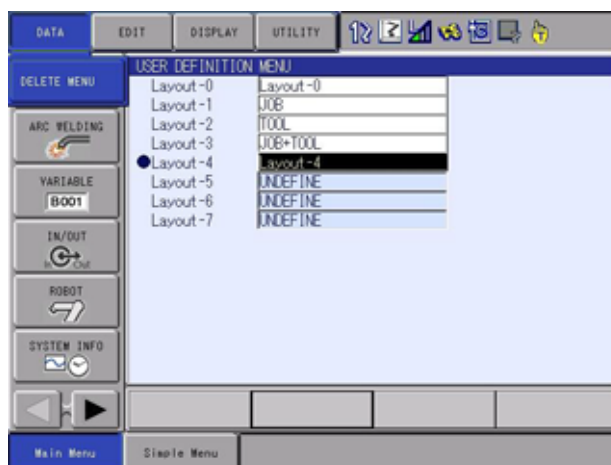 DATA EDIT DISPLAY UTILITY
DELETE MENU
USER DEFINITION MENU
Layout-0 Layout-0
Layout-1 JOB
Layout-2 TOOL
Layout-3 JOB+TOOL
Layout-4 Layout-4
Layout-5 UNDEFINE
Layout-6 UNDEFINE
Layout-7 UNDEFINE
ARC WELDING
VARIABLE
B001
IN/OUT
In Out
ROBOT
SYSTEM INFO
Main Menu Simple Menu